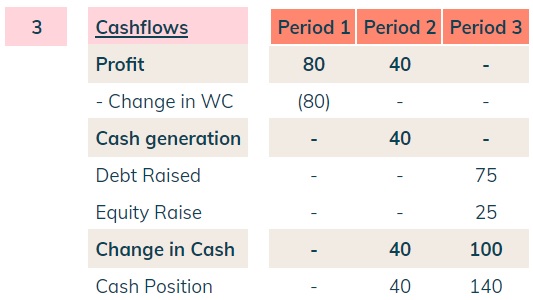 3 Cashflows Period 1 Period 2 Period 3
Profit 80 40 -
- Change in WC (80) - -
Cash generation - 40 -
Debt Raised - - 75
Equity Raise - - 25
Change in Cash - 40 100
Cash Position - 40 140